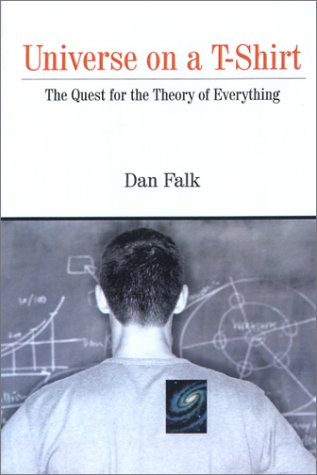 Universe on a T-Shirt
The Quest for the Theory of Everything
Dan Falk